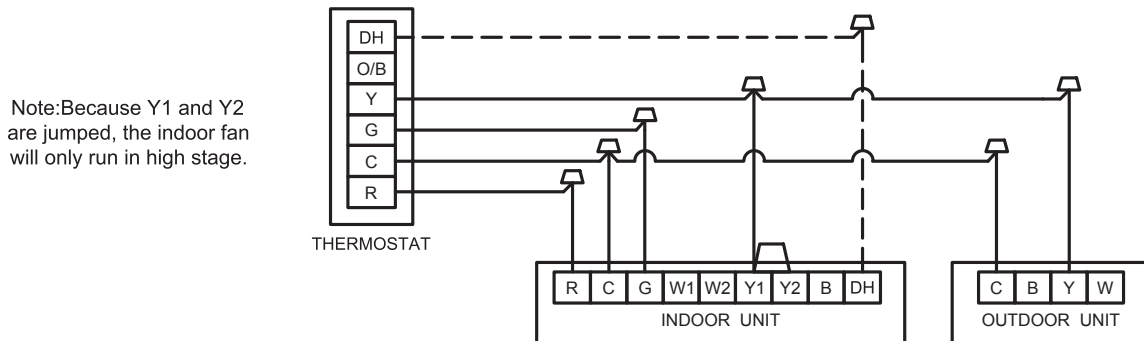 Note:Because Y1 and Y2
are jumped, the indoor fan
will only run in high stage.
DH
O/B
Y
G
C
R
THERMOSTAT
R C G W1 W2 Y1 Y2 B DH
INDOOR UNIT
C B Y W
OUTDOOR UNIT